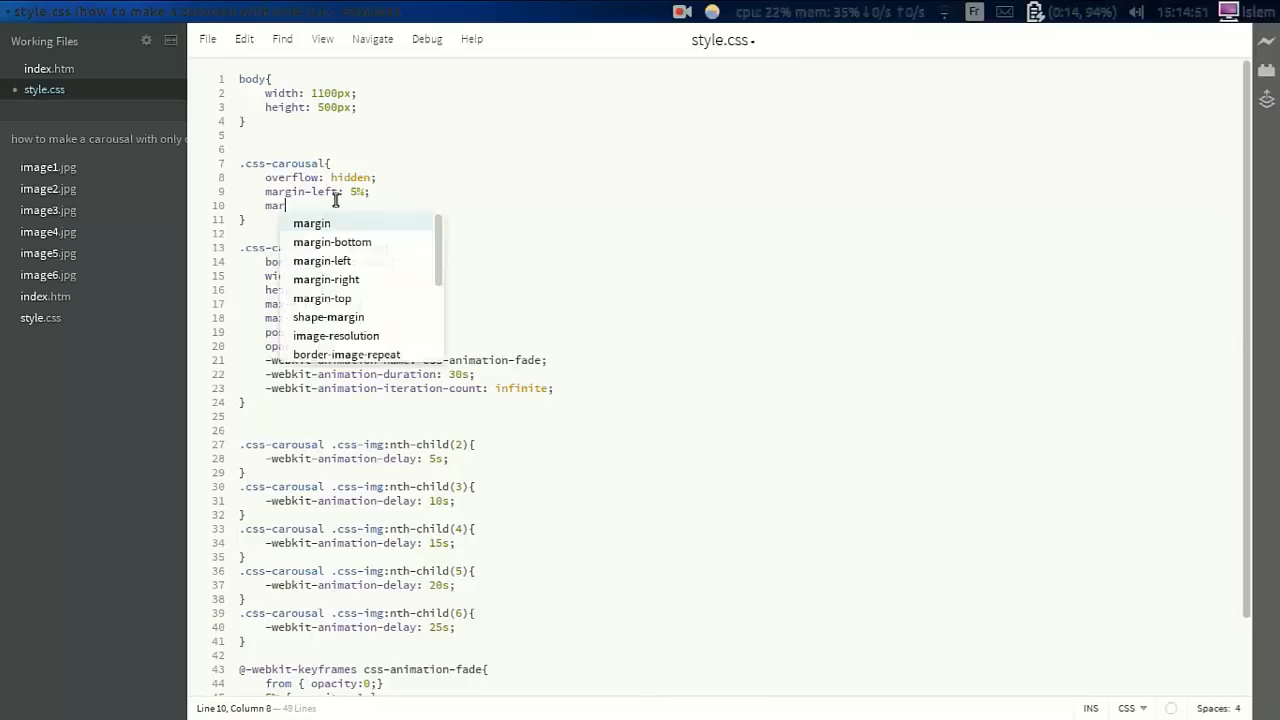 style.css
cpu: 22% mem: 35% ↓0/s ↑0/s Fr (0:14, 94%) 15:14:51 Islem
Working Files
index.htm
• style.css
how to make a carousal with only
image1.jpg
image2.jpg
image3.jpg
image4.jpg
image5.jpg
image6.jpg
index.htm
style.css
File Edit Find View Navigate Debug Help
style.css •
1 body{
2 width: 1100px;
3 height: 500px;
4 }
5
6
7 .css-carousal{
8 overflow: hidden;
9 margin-left: 5%;
10 mar
11 }
12
13 .css-ca
14 bo
15 wi
16 he
17 ma
18 ma
19 po
20 op
margin
margin-bottom
margin-left
margin-right
margin-top
shape-margin
image-resolution
border-image-repeat
21 -webkit-animation-name: css-animation-fade;
22 -webkit-animation-duration: 30s;
23 -webkit-animation-iteration-count: infinite;
24 }
25
26
27 .css-carousal .css-img:nth-child(2){
28 -webkit-animation-delay: 5s;
29 }
30 .css-carousal .css-img:nth-child(3){
31 -webkit-animation-delay: 10s;
32 }
33 .css-carousal .css-img:nth-child(4){
34 -webkit-animation-delay: 15s;
35 }
36 .css-carousal .css-img:nth-child(5){
37 -webkit-animation-delay: 20s;
38 }
39 .css-carousal .css-img:nth-child(6){
40 -webkit-animation-delay: 25s;
41 }
42
43 @-webkit-keyframes css-animation-fade{
44 from { opacity:0;}
Line 10, Column 8 — 49 Lines
INS CSS Spaces: 4